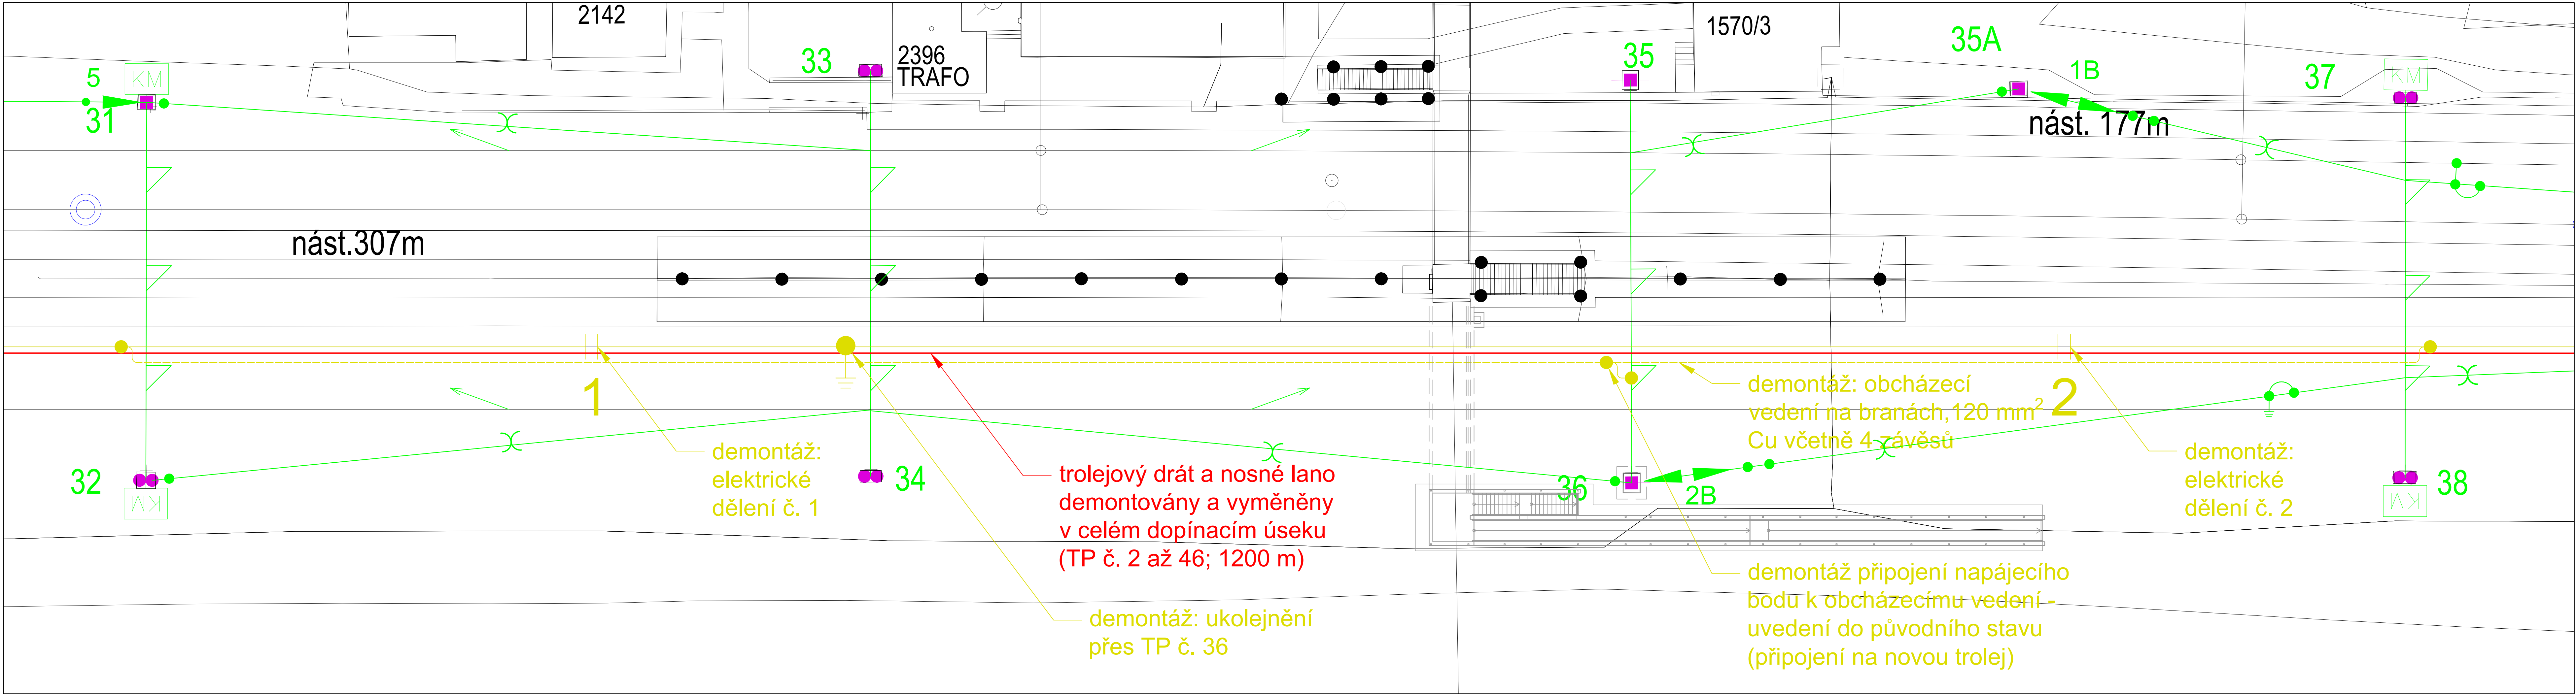 2142
5
KM
31
33
2396
TRAFO
35
1570/3
35A
1B
37
KM
nást. 177m
nást.307m
1
2
demontáž: obcházecí
vedení na branách,120 mm²
Cu včetně 4 závěsů
demontáž:
elektrické
dělení č. 1
trolejový drát a nosné lano
demontovány a vyměněny
v celém dopínacím úseku
(TP č. 2 až 46; 1200 m)
demontáž:
elektrické
dělení č. 2
32
KM
34
36
2B
38
KM
demontáž připojení napájecího
bodu k obcházecímu vedení -
uvedení do původního stavu
(připojení na novou trolej)
demontáž: ukolejnění
přes TP č. 36